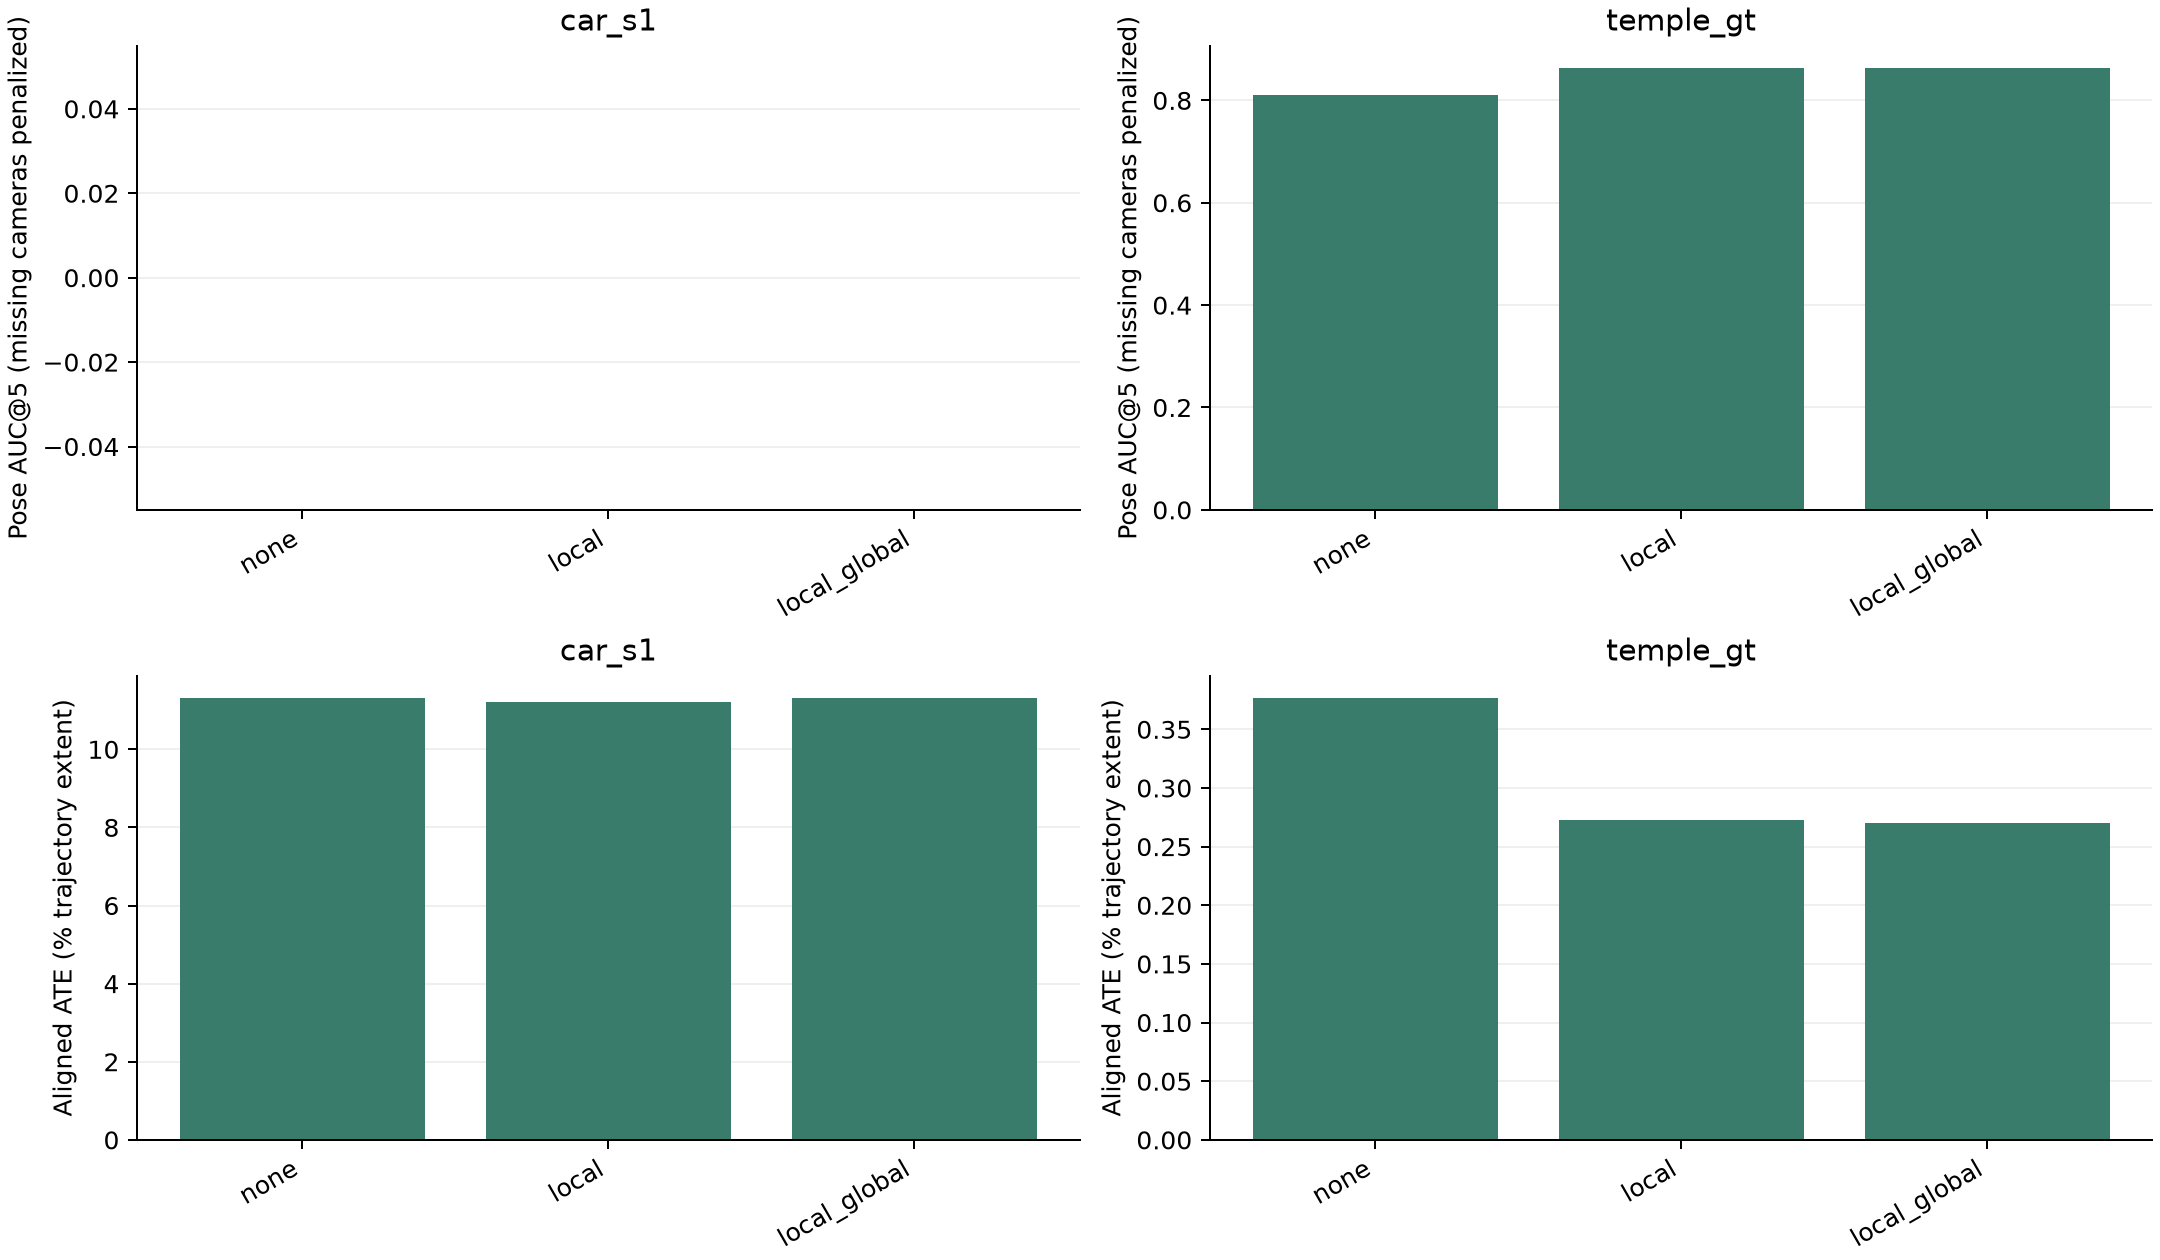 car_s1
Pose AUC@5 (missing cameras penalized)
0.04
0.02
0.00
−0.02
−0.04
none
local
local_global
temple_gt
Pose AUC@5 (missing cameras penalized)
0.8
0.6
0.4
0.2
0.0
none
local
local_global
car_s1
Aligned ATE (% trajectory extent)
10
8
6
4
2
0
none
local
local_global
temple_gt
Aligned ATE (% trajectory extent)
0.35
0.30
0.25
0.20
0.15
0.10
0.05
0.00
none
local
local_global